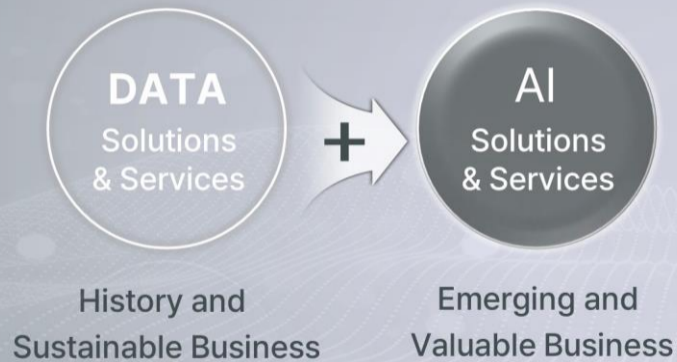 DATA
Solutions
& Services
+
AI
Solutions
& Services
History and
Sustainable Business
Emerging and
Valuable Business